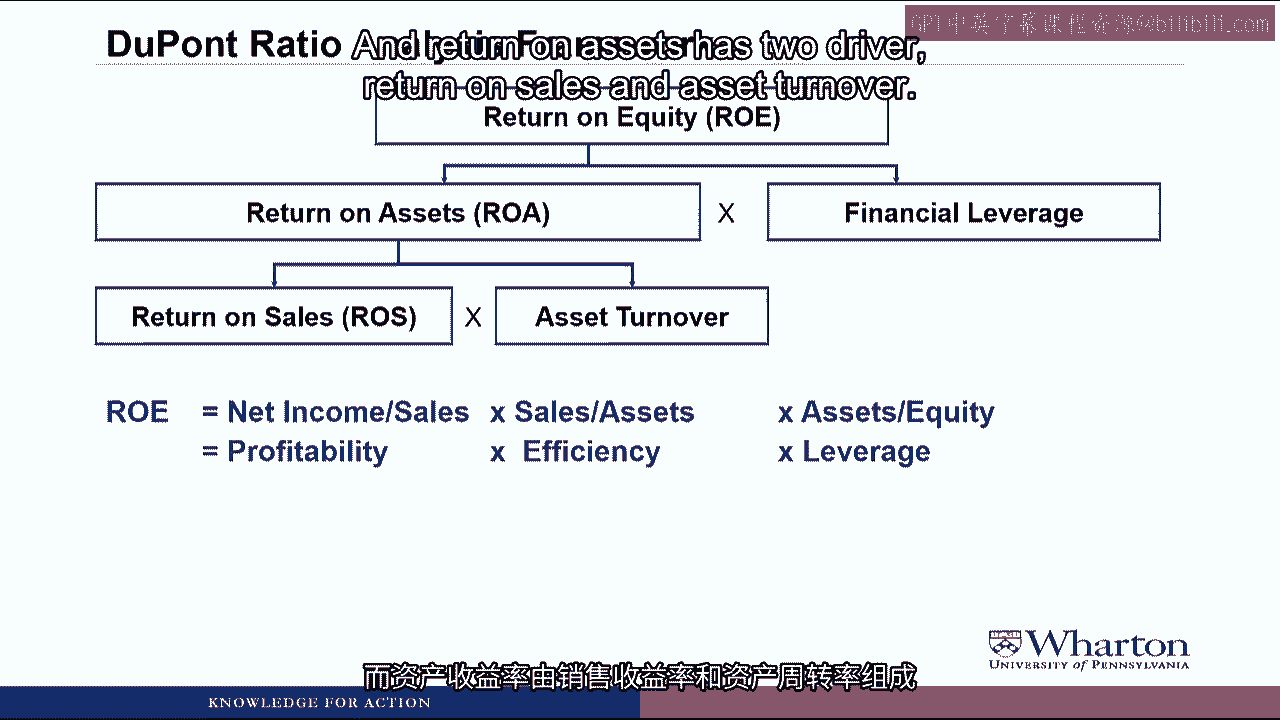 GPT中英字幕课程资源@bilibili.com
DuPont Ratio
And return on assets has two driver,
return on sales and asset turnover.
Return on Equity (ROE)
Return on Assets (ROA) X Financial Leverage
Return on Sales (ROS) X Asset Turnover
ROE = Net Income/Sales x Sales/Assets x Assets/Equity
= Profitability x Efficiency x Leverage
Wharton
UNIVERSITY of PENNSYLVANIA
而资产收益率由销售收益率和资产周转率组成
KNOWLEDGE FOR ACTION